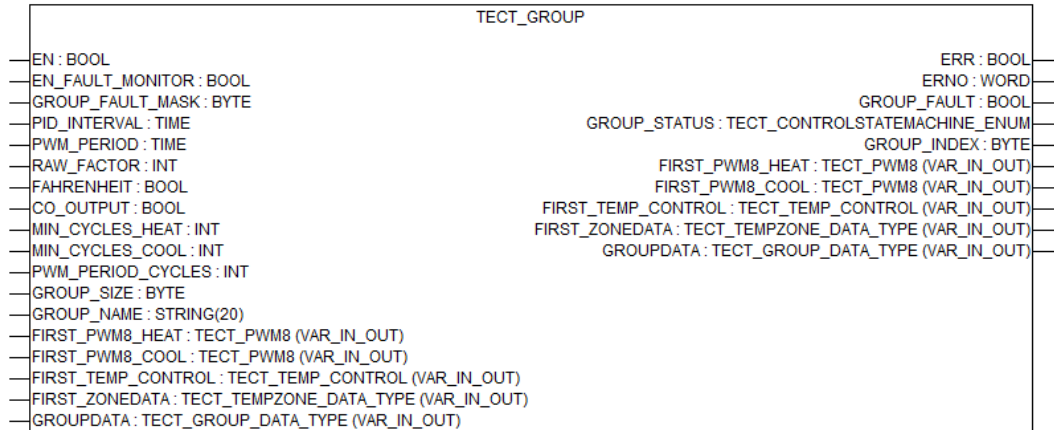 TECT_GROUP
EN : BOOL
EN_FAULT_MONITOR : BOOL
GROUP_FAULT_MASK : BYTE
PID_INTERVAL : TIME
PWM_PERIOD : TIME
RAW_FACTOR : INT
FAHRENHEIT : BOOL
CO_OUTPUT : BOOL
MIN_CYCLES_HEAT : INT
MIN_CYCLES_COOL : INT
PWM_PERIOD_CYCLES : INT
GROUP_SIZE : BYTE
GROUP_NAME : STRING(20)
FIRST_PWM8_HEAT : TECT_PWM8 (VAR_IN_OUT)
FIRST_PWM8_COOL : TECT_PWM8 (VAR_IN_OUT)
FIRST_TEMP_CONTROL : TECT_TEMP_CONTROL (VAR_IN_OUT)
FIRST_ZONEDATA : TECT_TEMPZONE_DATA_TYPE (VAR_IN_OUT)
GROUPDATA : TECT_GROUP_DATA_TYPE (VAR_IN_OUT)
ERR : BOOL
ERNO : WORD
GROUP_FAULT : BOOL
GROUP_STATUS : TECT_CONTROLSTATEMACHINE_ENUM
GROUP_INDEX : BYTE
FIRST_PWM8_HEAT : TECT_PWM8 (VAR_IN_OUT)
FIRST_PWM8_COOL : TECT_PWM8 (VAR_IN_OUT)
FIRST_TEMP_CONTROL : TECT_TEMP_CONTROL (VAR_IN_OUT)
FIRST_ZONEDATA : TECT_TEMPZONE_DATA_TYPE (VAR_IN_OUT)
GROUPDATA : TECT_GROUP_DATA_TYPE (VAR_IN_OUT)